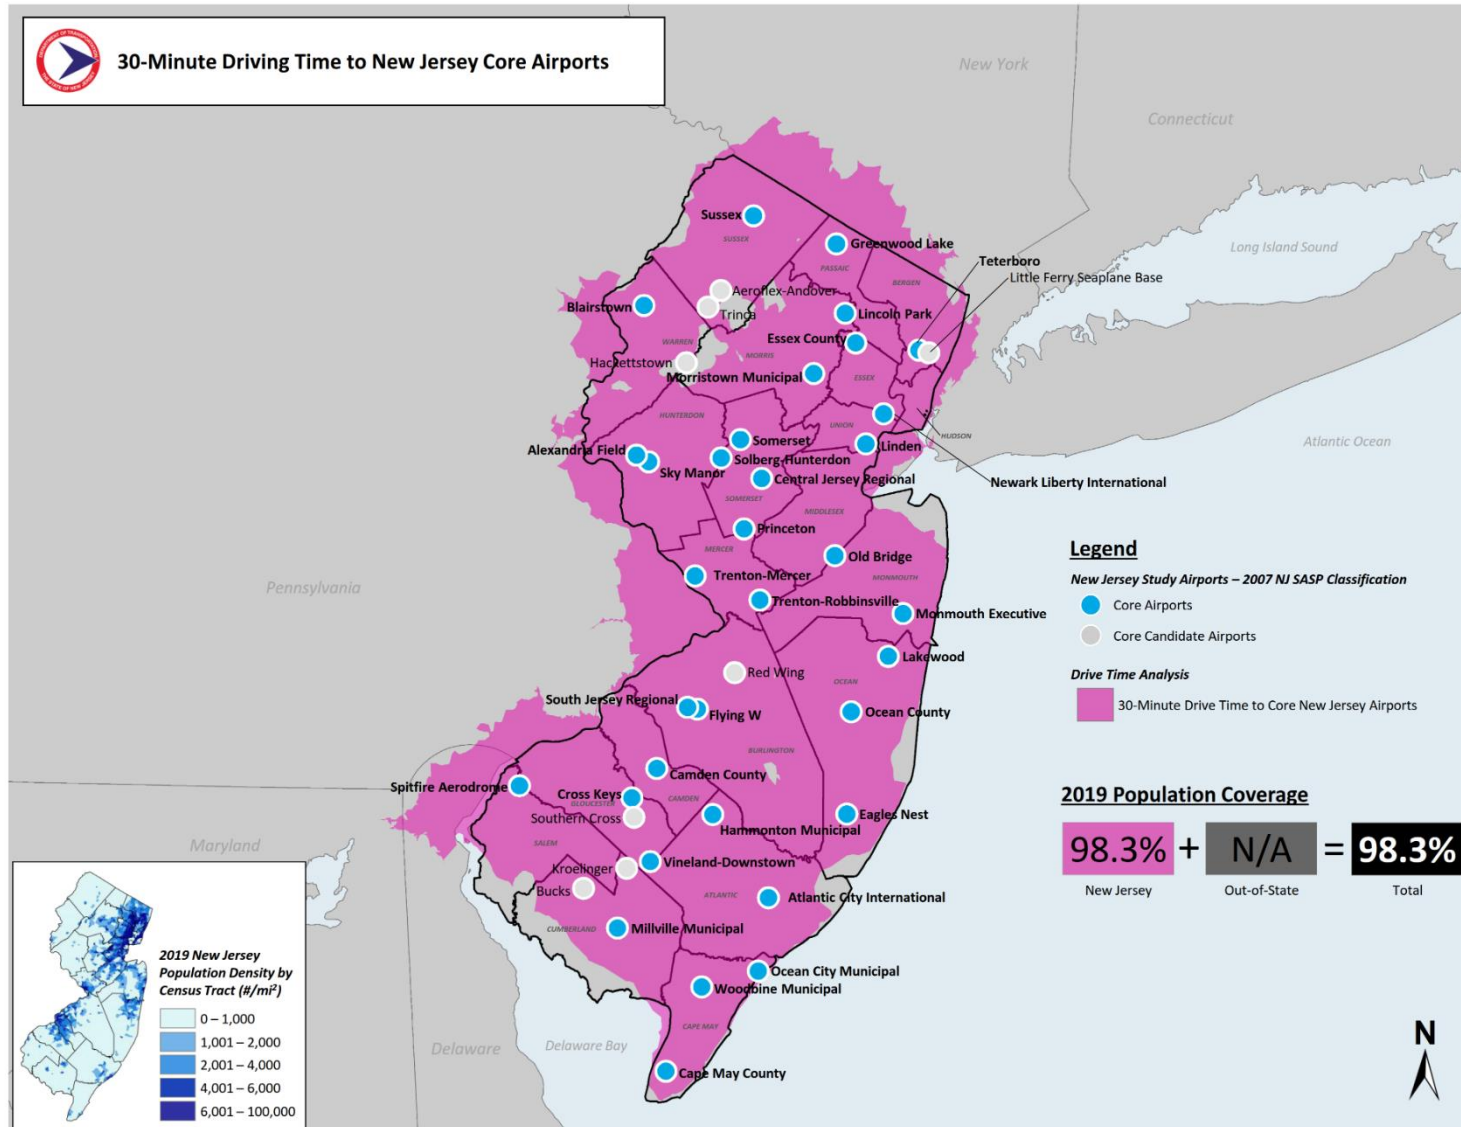 DEPARTMENT OF TRANSPORTATION
THE STATE OF NEW JERSEY
30-Minute Driving Time to New Jersey Core Airports
New York
Connecticut
Long Island Sound
Atlantic Ocean
Pennsylvania
Maryland
Delaware
Delaware Bay
Sussex
SUSSEX
Greenwood Lake
PASSAIC
Teterboro
Little Ferry Seaplane Base
BERGEN
Aeroflex-Andover
Trinca
Blairstown
Lincoln Park
Essex County
WARREN
Hackettstown
MORRIS
Morristown Municipal
ESSEX
HUNTERDON
UNION
HUDSON
Somerset
Linden
Alexandria Field
Solberg-Hunterdon
Sky Manor
Central Jersey Regional
Newark Liberty International
SOMERSET
MIDDLESEX
Princeton
MERCER
Old Bridge
Trenton-Mercer
MONMOUTH
Trenton-Robbinsville
Monmouth Executive
Lakewood
Red Wing
OCEAN
South Jersey Regional
Flying W
Ocean County
BURLINGTON
Camden County
Spitfire Aerodrome
Cross Keys
GLOUCESTER
CAMDEN
Southern Cross
Hammonton Municipal
Eagles Nest
SALEM
Kroelinger
Vineland-Downstown
Bucks
ATLANTIC
Atlantic City International
CUMBERLAND
Millville Municipal
Ocean City Municipal
Woodbine Municipal
CAPE MAY
Cape May County
Legend
New Jersey Study Airports – 2007 NJ SASP Classification
Core Airports
Core Candidate Airports
Drive Time Analysis
30-Minute Drive Time to Core New Jersey Airports
2019 Population Coverage
98.3% + N/A = 98.3%
New Jersey Out-of-State Total
2019 New Jersey
Population Density by
Census Tract (#/mi²)
0 – 1,000
1,001 – 2,000
2,001 – 4,000
4,001 – 6,000
6,001 – 100,000
N